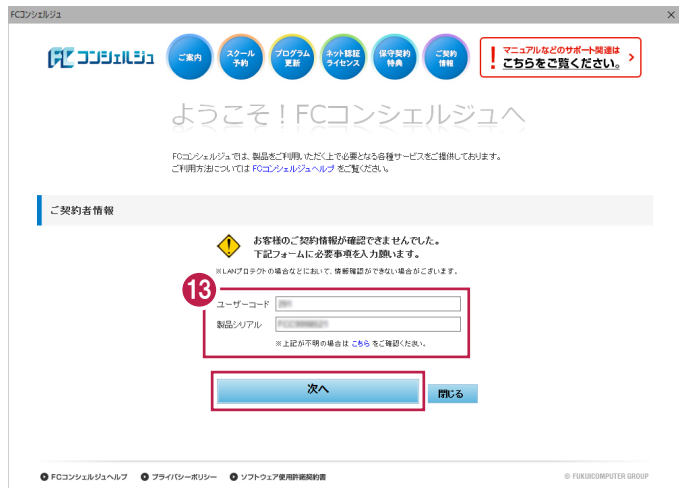 FCコンシェルジュ
×
FC コンシェルジュ
ご案内
スクール
予約
プログラム
更新
ネット認証
ライセンス
保守契約
特典
ご契約
情報
! マニュアルなどのサポート関連は
こちらをご覧ください。
ようこそ！FCコンシェルジュへ
FCコンシェルジュでは、製品をご利用いただく上で必要となる各種サービスをご提供しております。
ご利用方法については FCコンシェルジュヘルプ をご覧ください。
ご契約者情報
お客様のご契約情報が確認できませんでした。
下記フォームに必要事項を入力願います。
※LANプロテクトの場合などにおいて、情報確認ができない場合がございます。
13
ユーザーコード
製品シリアル
※上記が不明の場合は こちら をご確認ください。
次へ
閉じる
FCコンシェルジュヘルプ プライバシーポリシー ソフトウェア使用許諾契約書
© FUKUICOMPUTER GROUP